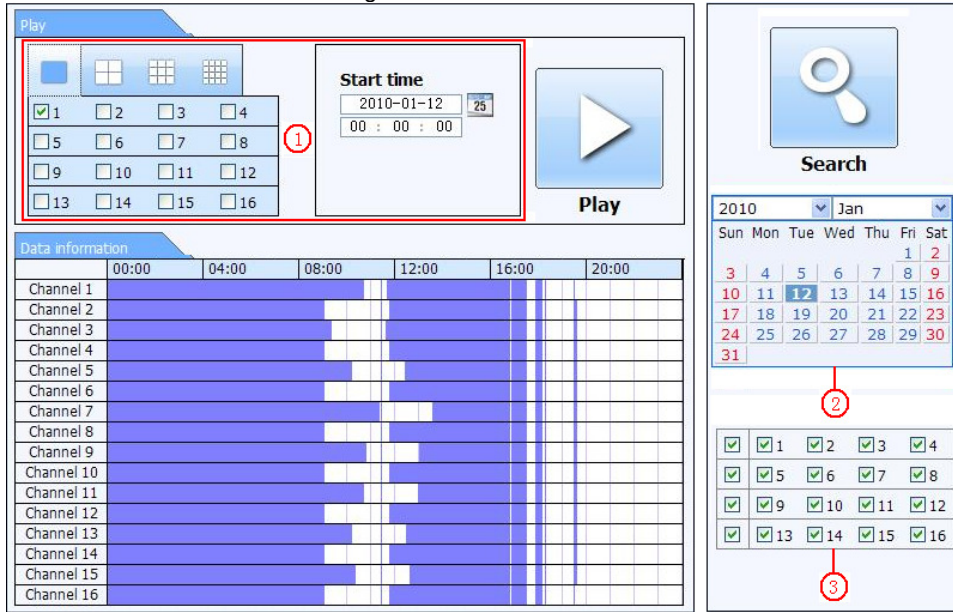 Play
1 2 3 4
5 6 7 8
9 10 11 12
13 14 15 16
1
Start time
2010-01-12 25
00 : 00 : 00
Play
Data information
00:00 04:00 08:00 12:00 16:00 20:00
Channel 1
Channel 2
Channel 3
Channel 4
Channel 5
Channel 6
Channel 7
Channel 8
Channel 9
Channel 10
Channel 11
Channel 12
Channel 13
Channel 14
Channel 15
Channel 16
Search
2010 Jan
Sun Mon Tue Wed Thu Fri Sat
1 2
3 4 5 6 7 8 9
10 11 12 13 14 15 16
17 18 19 20 21 22 23
24 25 26 27 28 29 30
31
2
1 2 3 4
5 6 7 8
9 10 11 12
13 14 15 16
3